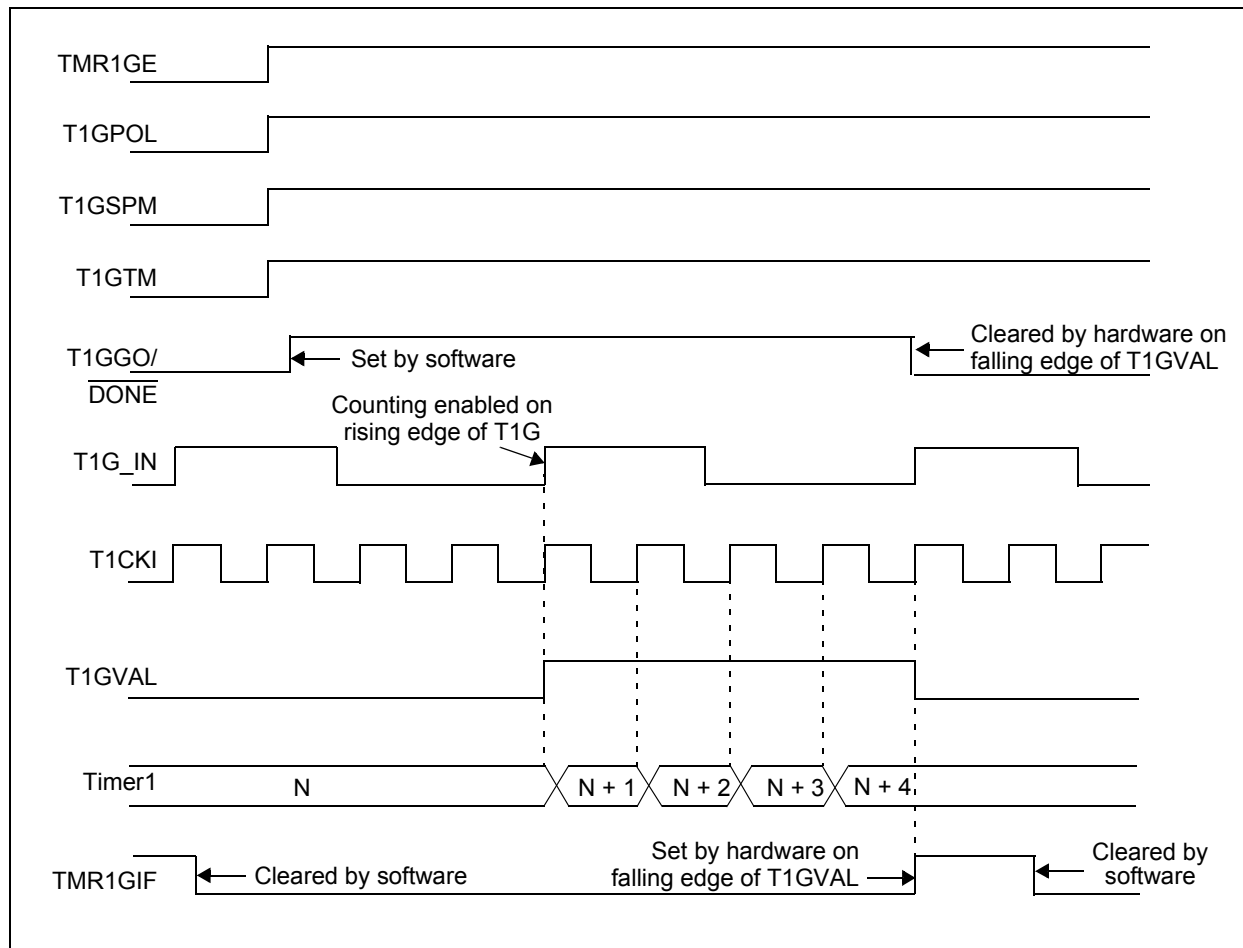 TMR1GE
T1GPOL
T1GSPM
T1GTM
T1GGO/
DONE
Set by software
Cleared by hardware on
falling edge of T1GVAL
Counting enabled on
rising edge of T1G
T1G_IN
T1CKI
T1GVAL
Timer1
N
N + 1
N + 2
N + 3
N + 4
TMR1GIF
Cleared by software
Set by hardware on
falling edge of T1GVAL
Cleared by
software